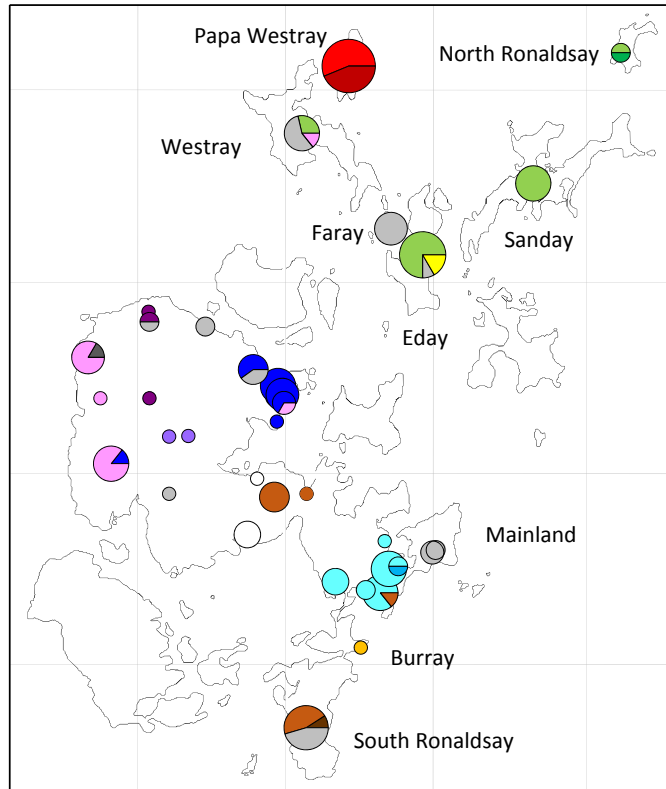 Papa Westray
North Ronaldsay
Westray
Faray
Sanday
Eday
Mainland
Burray
South Ronaldsay